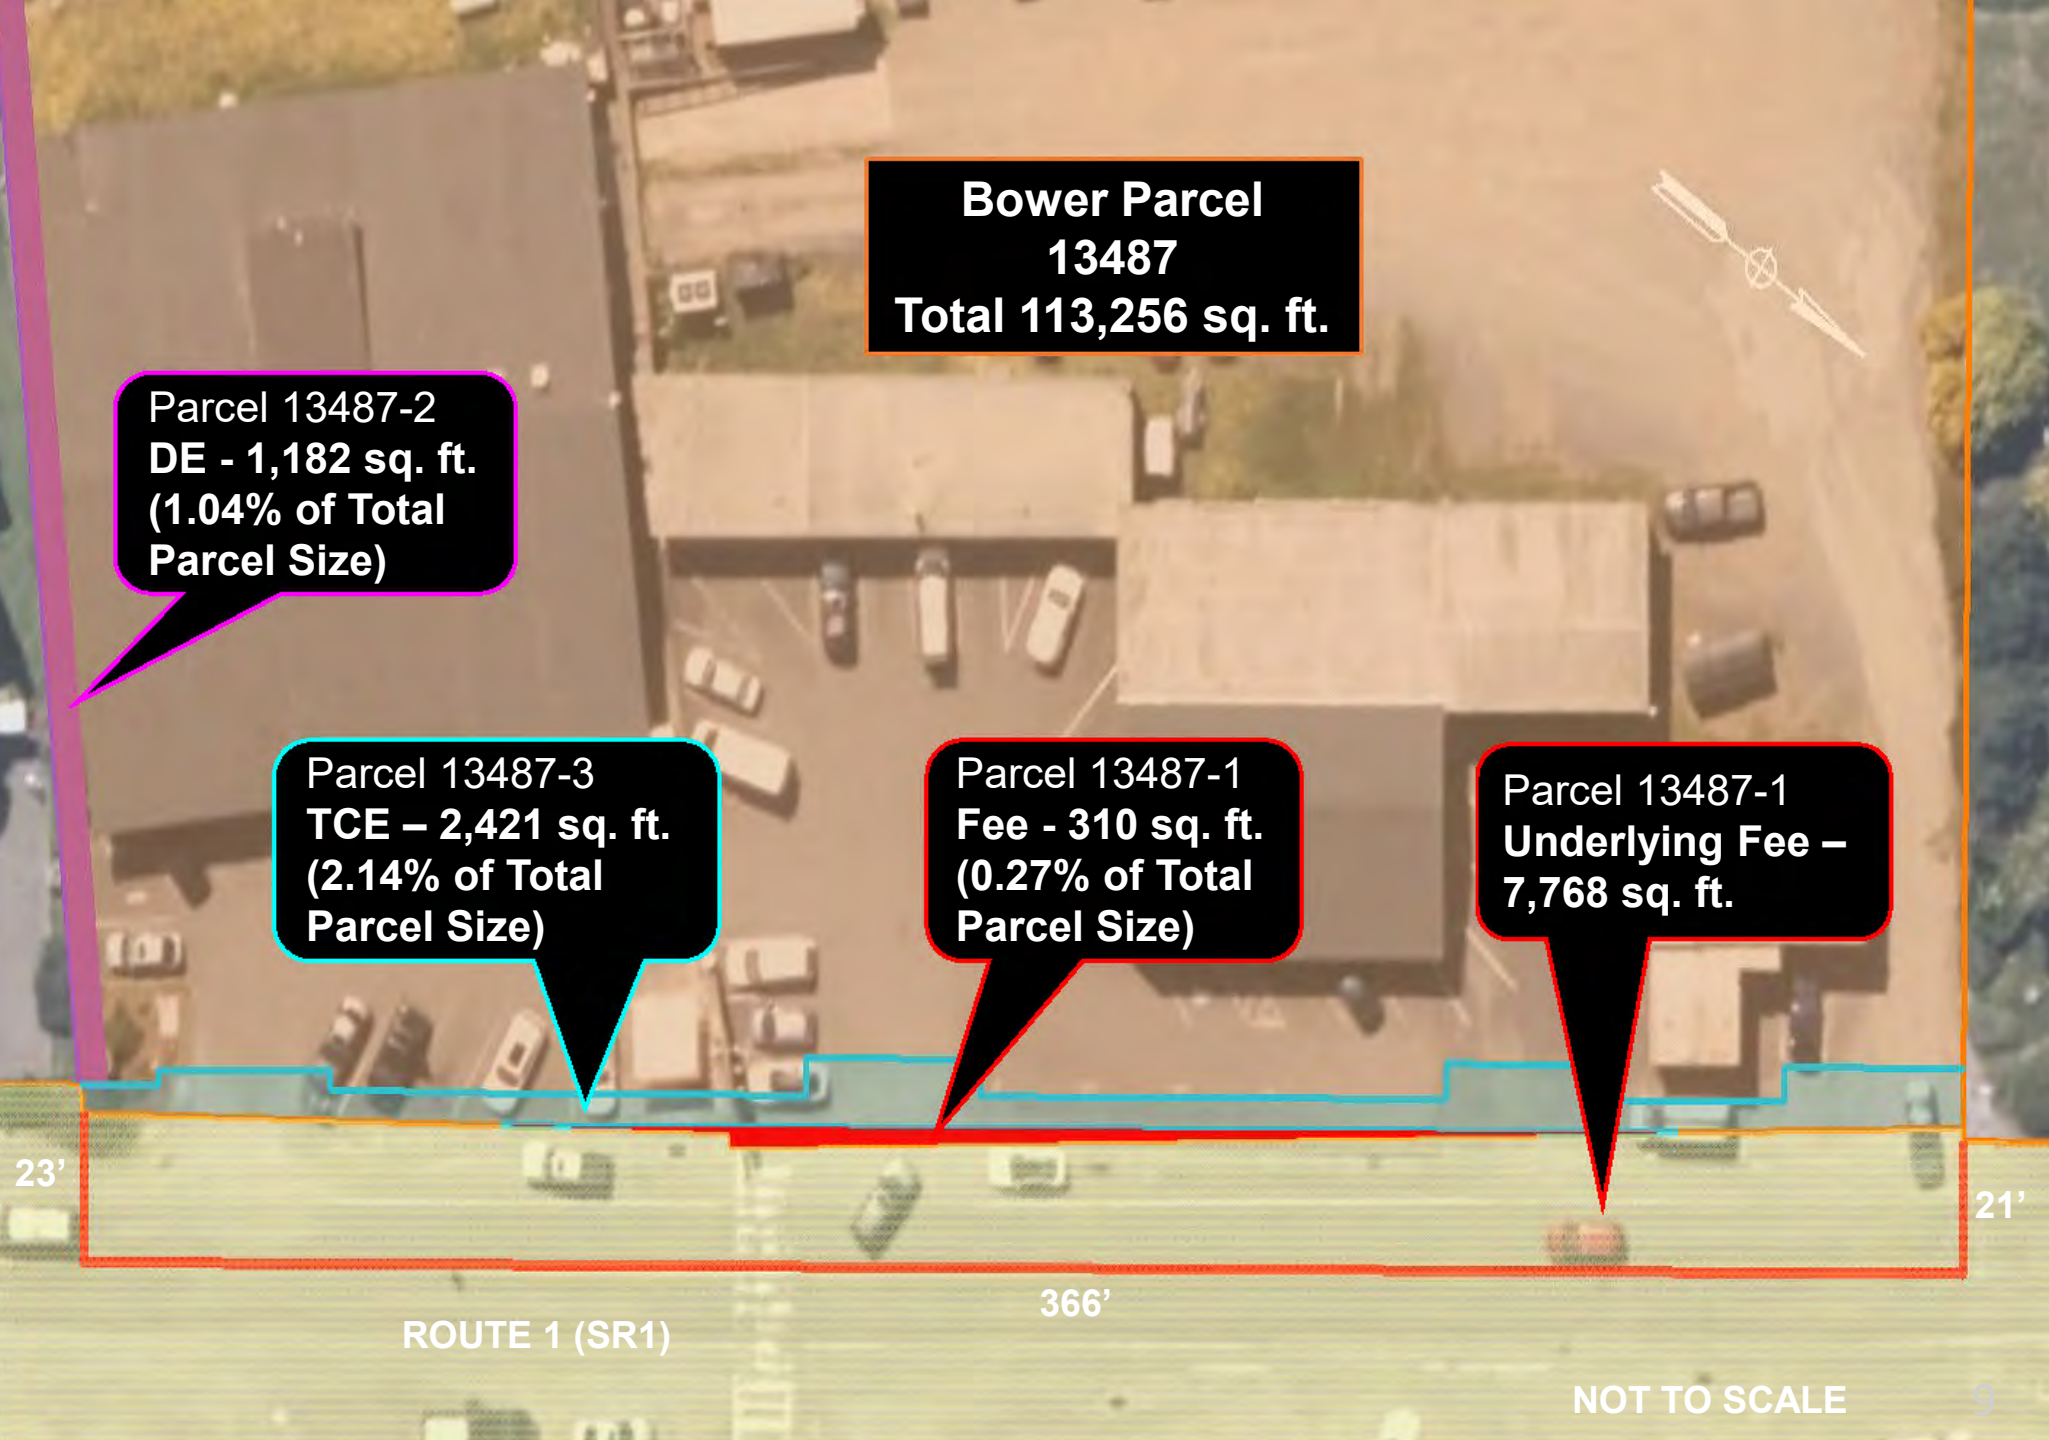 Bower Parcel
13487
Total 113,256 sq. ft.
Parcel 13487-2
DE - 1,182 sq. ft.
(1.04% of Total
Parcel Size)
Parcel 13487-3
TCE – 2,421 sq. ft.
(2.14% of Total
Parcel Size)
Parcel 13487-1
Fee - 310 sq. ft.
(0.27% of Total
Parcel Size)
Parcel 13487-1
Underlying Fee –
7,768 sq. ft.
23’
21’
366’
ROUTE 1 (SR1)
NOT TO SCALE
9